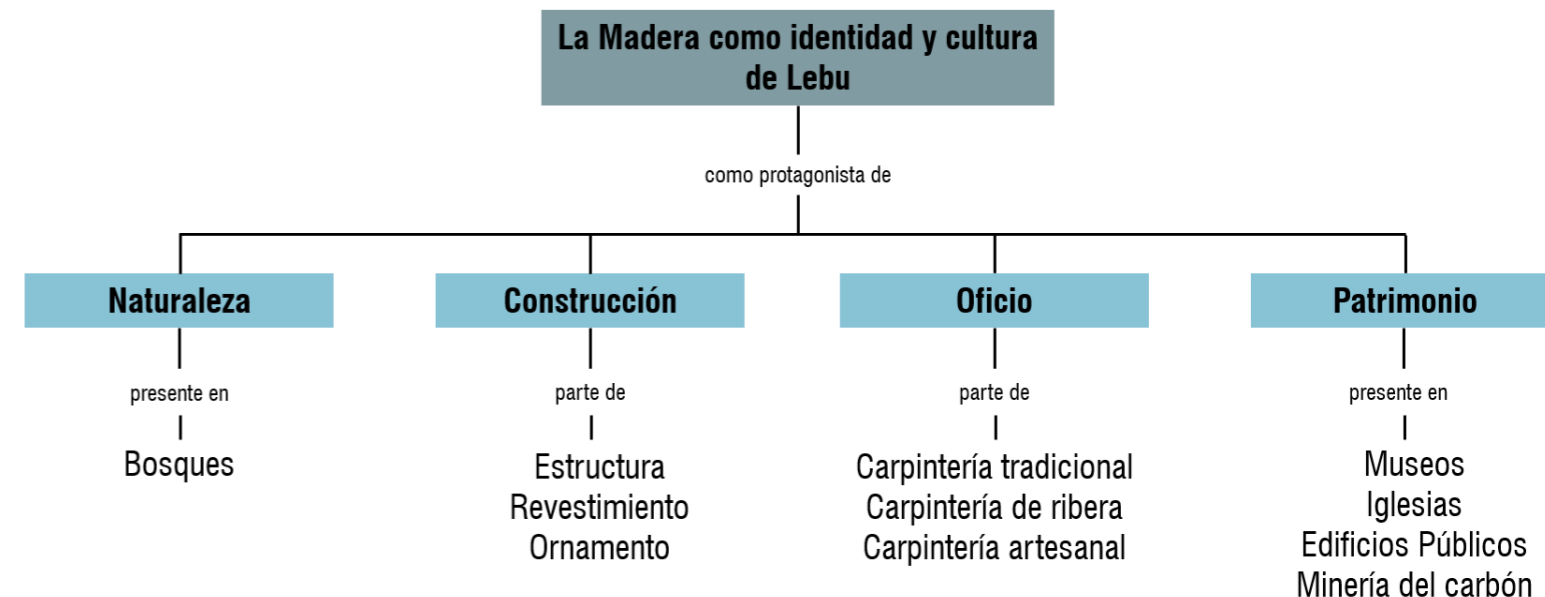 La Madera como identidad y cultura
de Lebu
como protagonista de
Naturaleza
Construcción
Oficio
Patrimonio
presente en
parte de
parte de
presente en
Bosques
Estructura
Revestimiento
Ornamento
Carpintería tradicional
Carpintería de ribera
Carpintería artesanal
Museos
Iglesias
Edificios Públicos
Minería del carbón